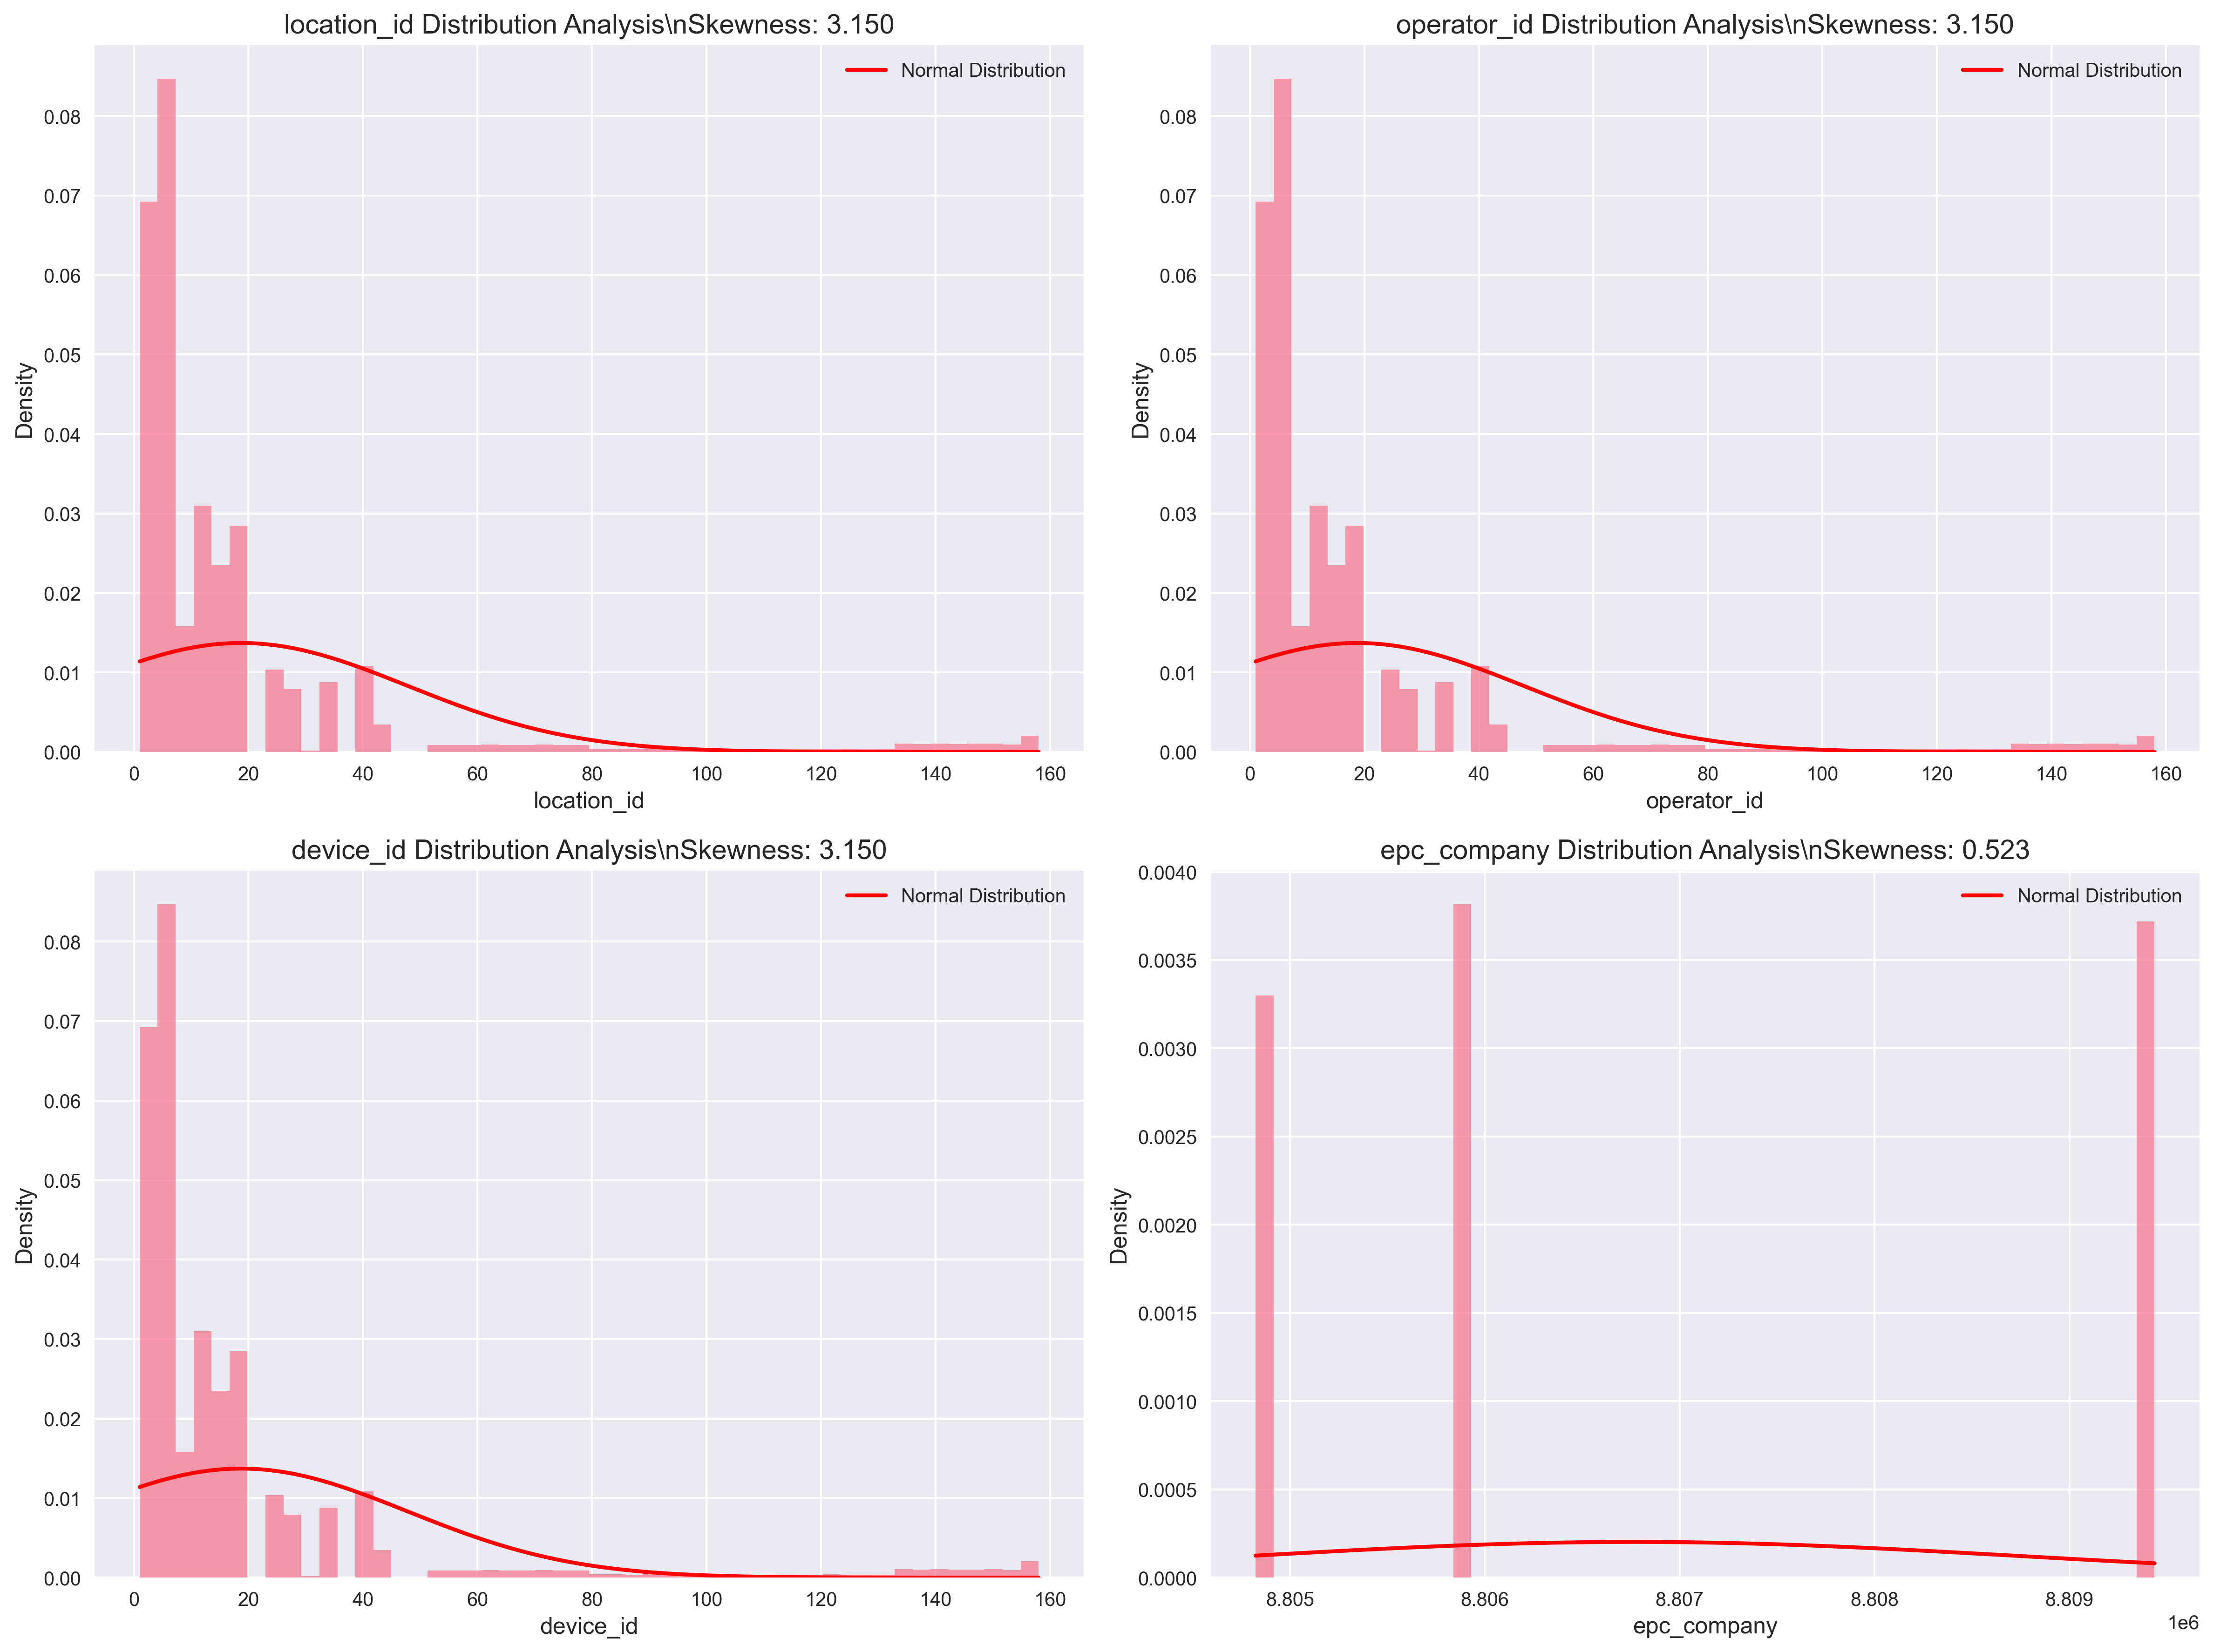 location_id Distribution Analysis\nSkewness: 3.150
Normal Distribution
0.08
0.07
0.06
0.05
0.04
0.03
0.02
0.01
0.00
Density
0 20 40 60 80 100 120 140 160
location_id
operator_id Distribution Analysis\nSkewness: 3.150
Normal Distribution
0.08
0.07
0.06
0.05
0.04
0.03
0.02
0.01
0.00
Density
0 20 40 60 80 100 120 140 160
operator_id
device_id Distribution Analysis\nSkewness: 3.150
Normal Distribution
0.08
0.07
0.06
0.05
0.04
0.03
0.02
0.01
0.00
Density
0 20 40 60 80 100 120 140 160
device_id
epc_company Distribution Analysis\nSkewness: 0.523
Normal Distribution
0.0040
0.0035
0.0030
0.0025
0.0020
0.0015
0.0010
0.0005
0.0000
Density
8.805 8.806 8.807 8.808 8.809
1e6
epc_company